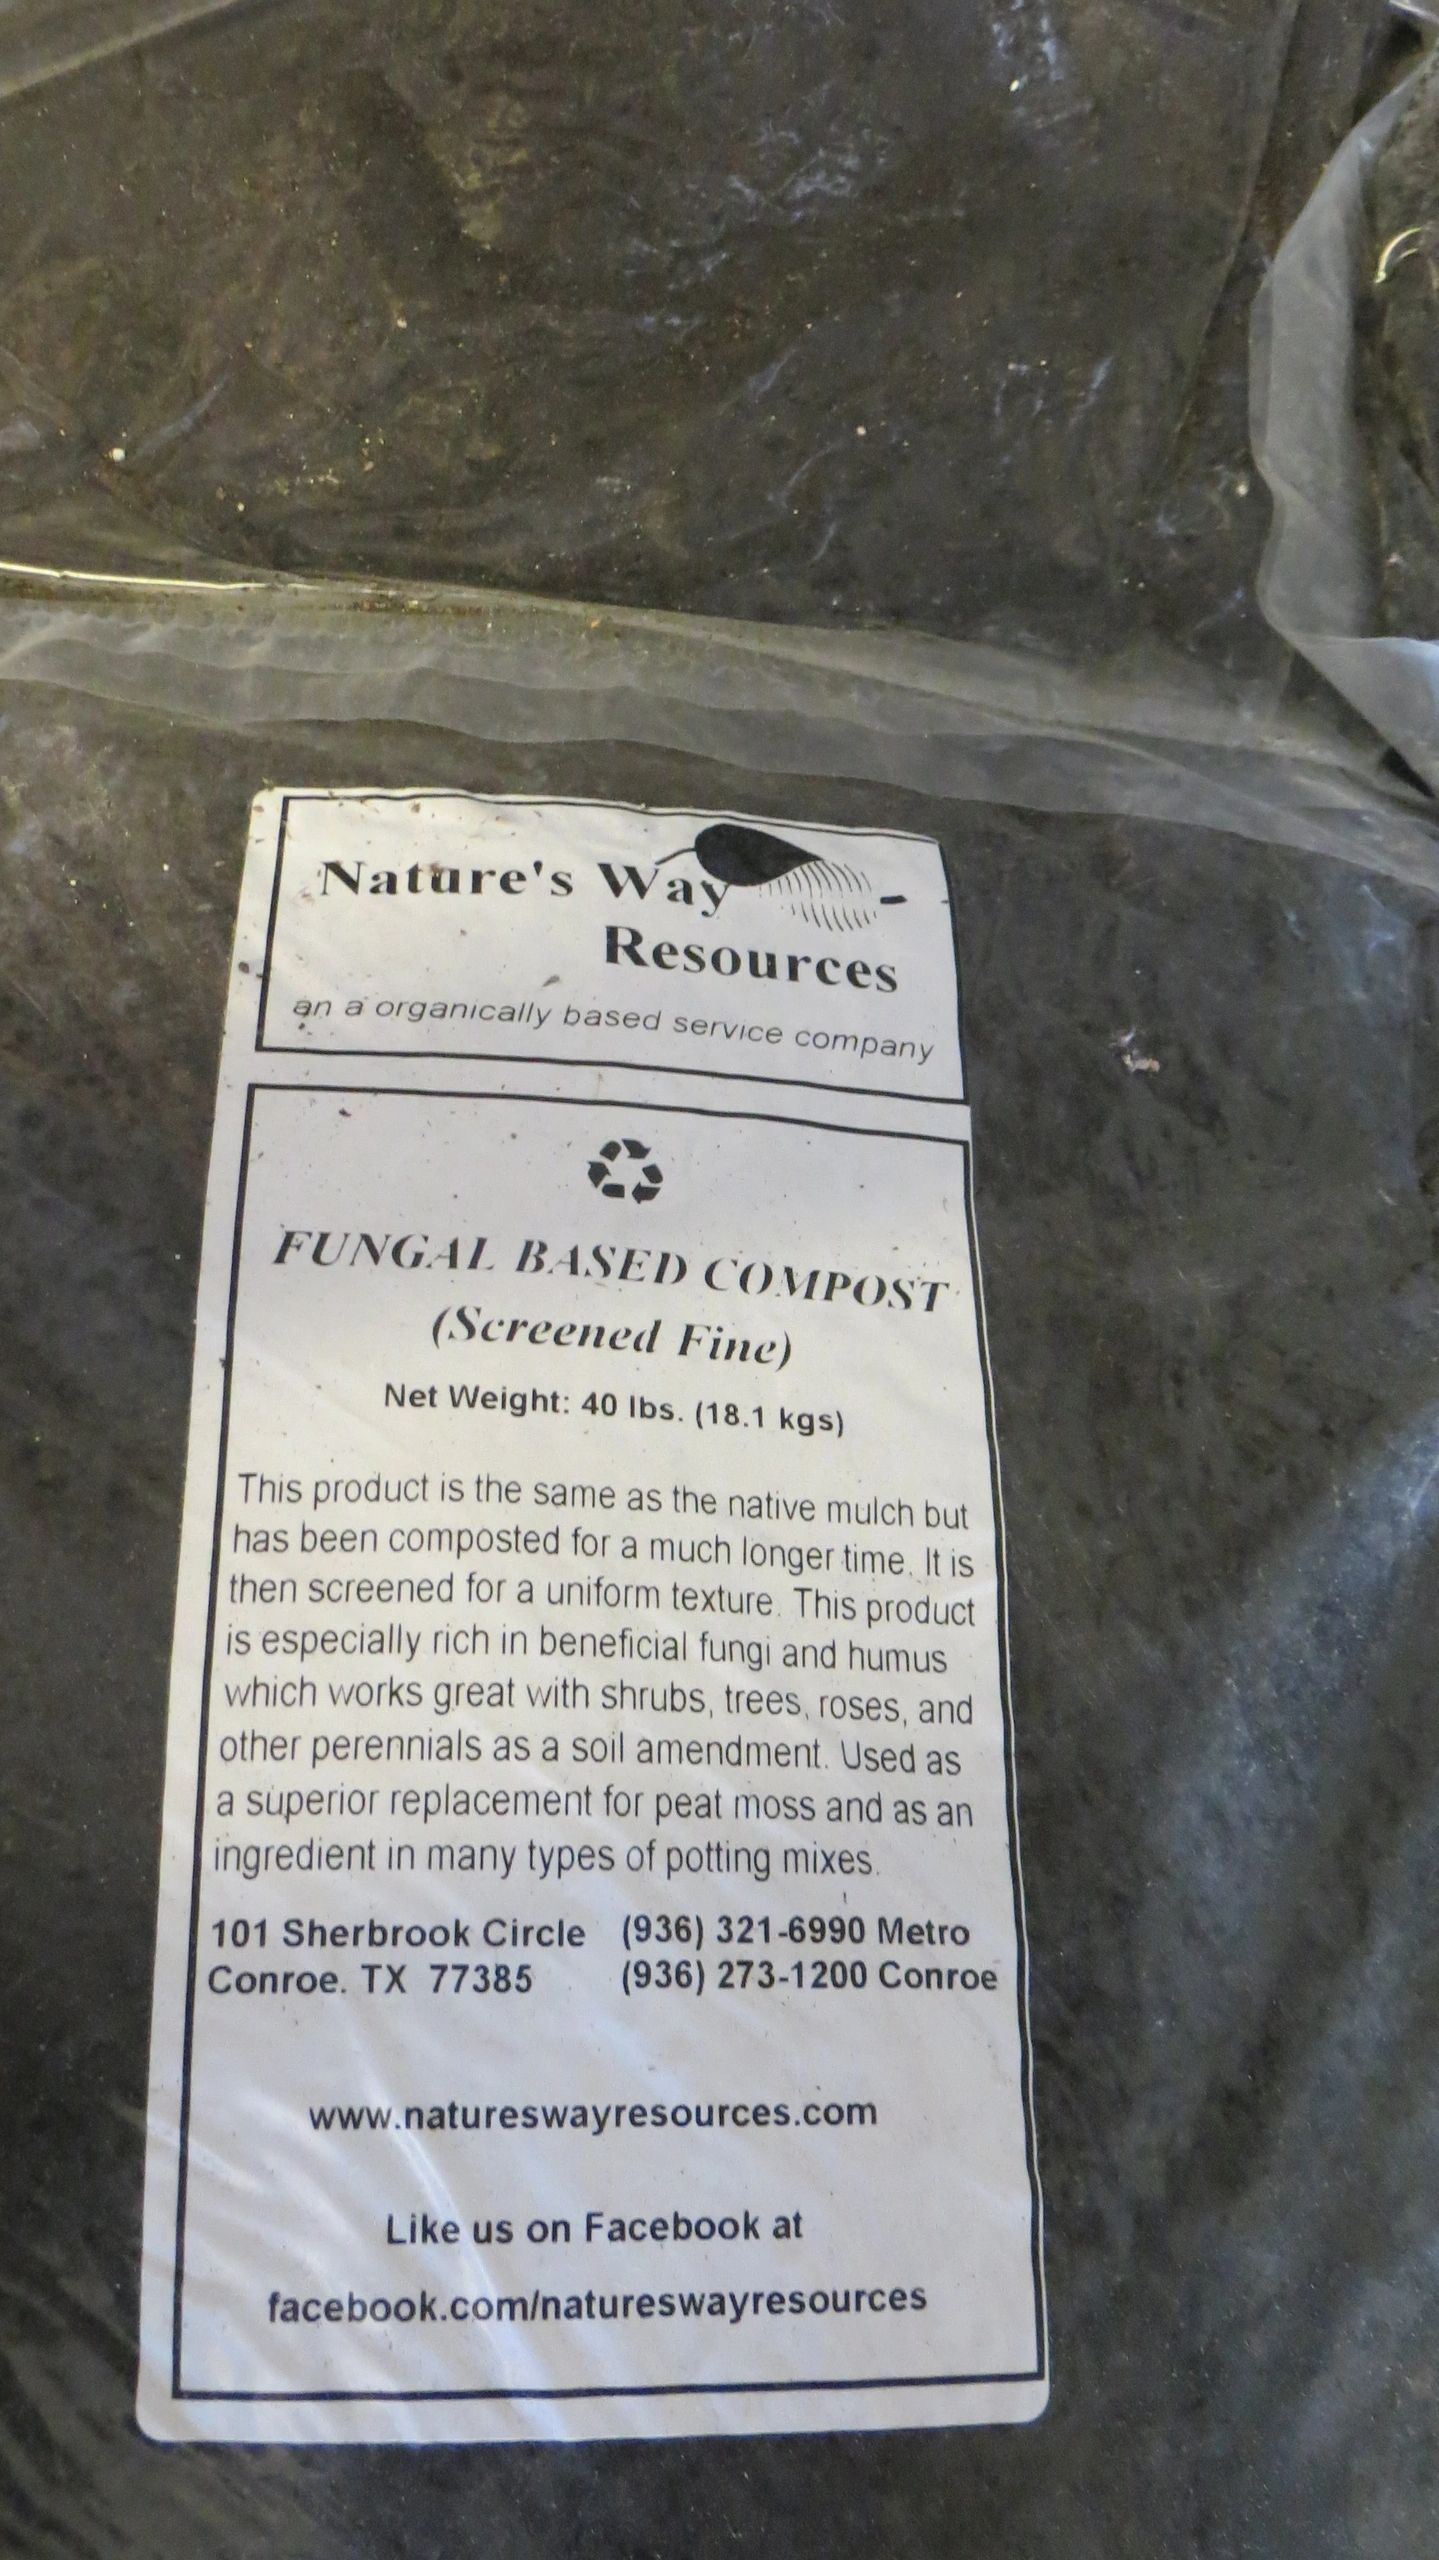 Nature's Way
Resources
an a organically based service company
FUNGAL BASED COMPOST
(Screened Fine)
Net Weight: 40 lbs. (18.1 kgs)
This product is the same as the native mulch but
has been composted for a much longer time. It is
then screened for a uniform texture. This product
is especially rich in beneficial fungi and humus
which works great with shrubs, trees, roses, and
other perennials as a soil amendment. Used as
a superior replacement for peat moss and as an
ingredient in many types of potting mixes.
101 Sherbrook Circle (936) 321-6990 Metro
Conroe. TX 77385 (936) 273-1200 Conroe
www.natureswayresources.com
Like us on Facebook at
facebook.com/natureswayresources